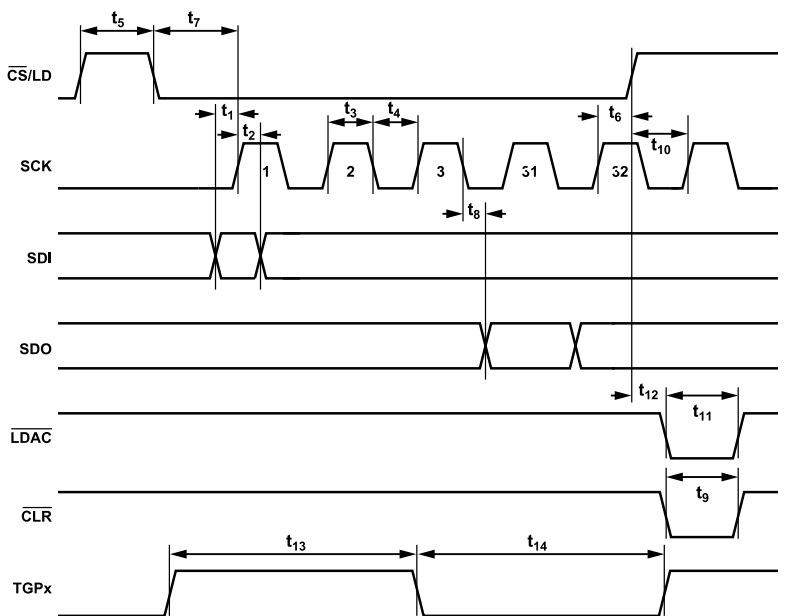 t5 t7
CS/LD
t1 t3 t4 t6
t2 t10
SCK 1 2 3 31 32
t8
SDI
SDO
t12 t11
LDAC
t9
CLR
t13 t14
TGPx